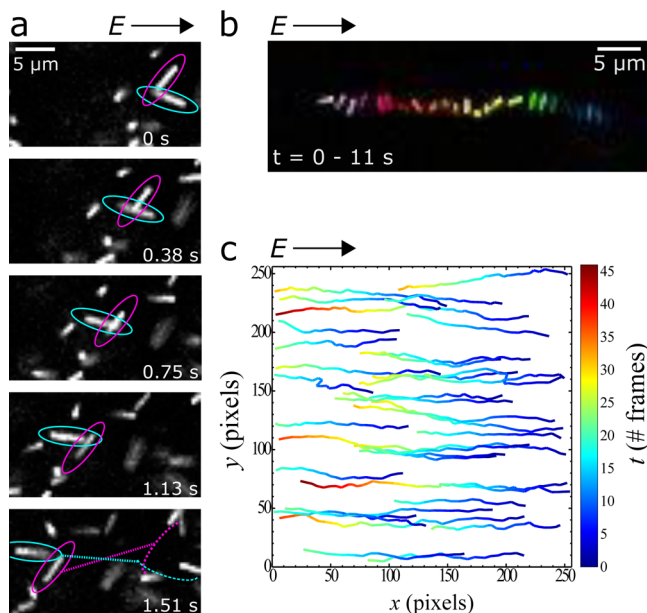 a
E
5 µm
0 s
0.38 s
0.75 s
1.13 s
1.51 s
b
E
5 µm
t = 0 - 11 s
c
E
250
200
150
100
50
0
y (pixels)
0 50 100 150 200 250
x (pixels)
45
40
35
30
25
20
15
10
5
0
t (# frames)